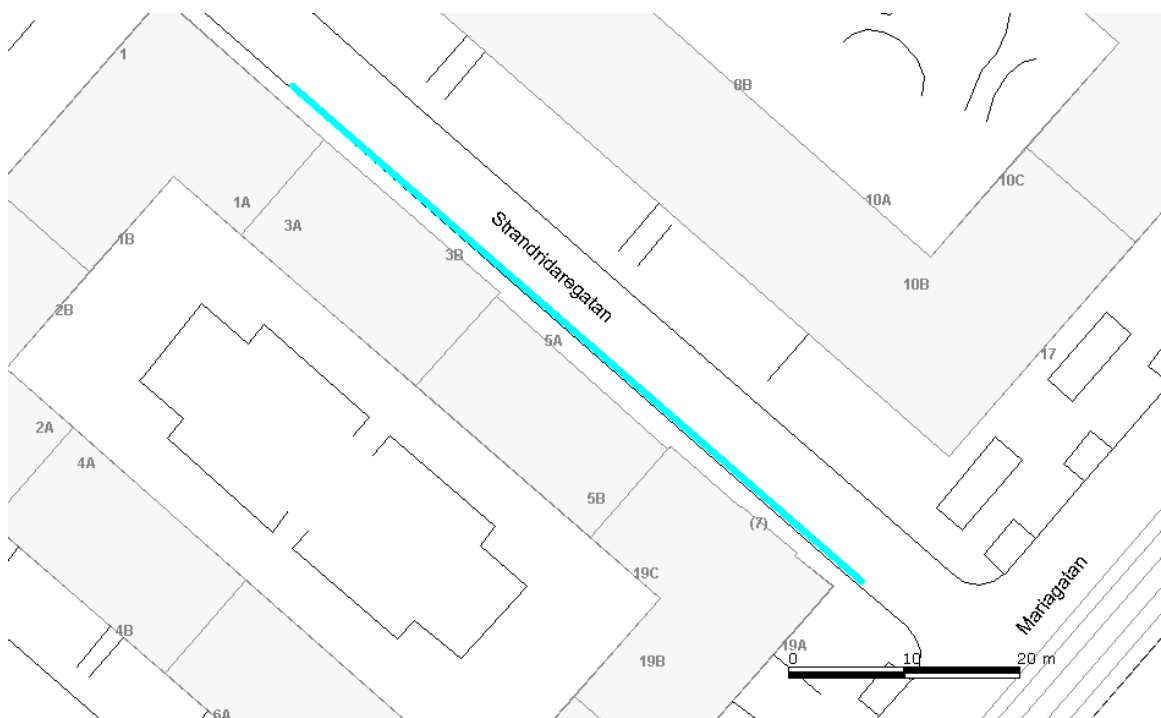 1
8B
10C
10A
1A
3A
1B
3B
Strandridaregatan
10B
2B
5A
17
2A
4A
5B
(7)
19C
Mariagatan
4B
19A
19B
0 10 20 m
6A